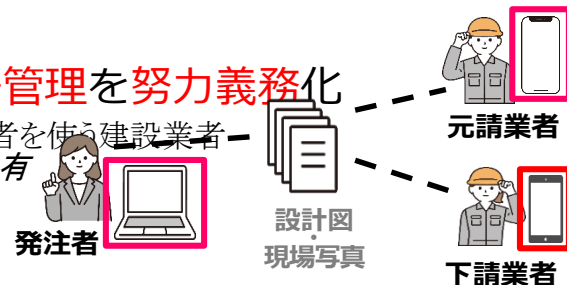 管理を努力義務化
者を使う建設業者
有
発注者
設計図
・
現場写真
元請業者
下請業者